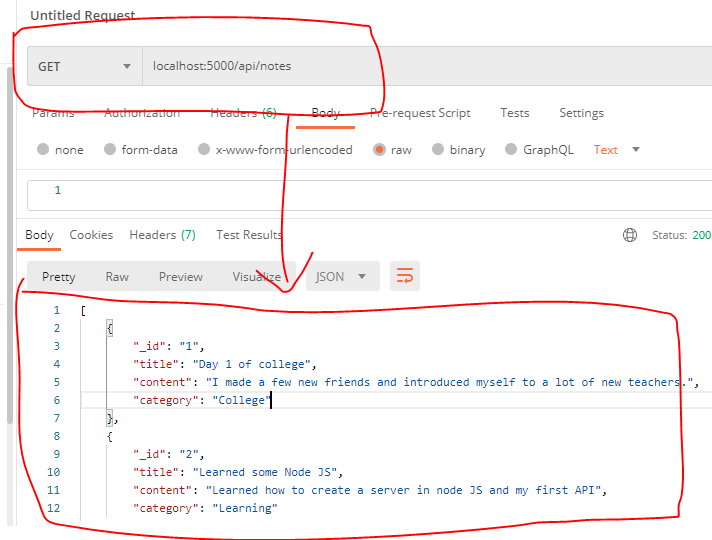 Untitled Request
GET localhost:5000/api/notes
Params Authorization Headers (6) Body Pre-request Script Tests Settings
none form-data x-www-form-urlencoded raw binary GraphQL Text
1
Body Cookies Headers (7) Test Results Status: 200
Pretty Raw Preview Visualize JSON
1 [
2 {
3 "_id": "1",
4 "title": "Day 1 of college",
5 "content": "I made a few new friends and introduced myself to a lot of new teachers.",
6 "category": "College"
7 },
8 {
9 "_id": "2",
10 "title": "Learned some Node JS",
11 "content": "Learned how to create a server in node JS and my first API",
12 "category": "Learning"